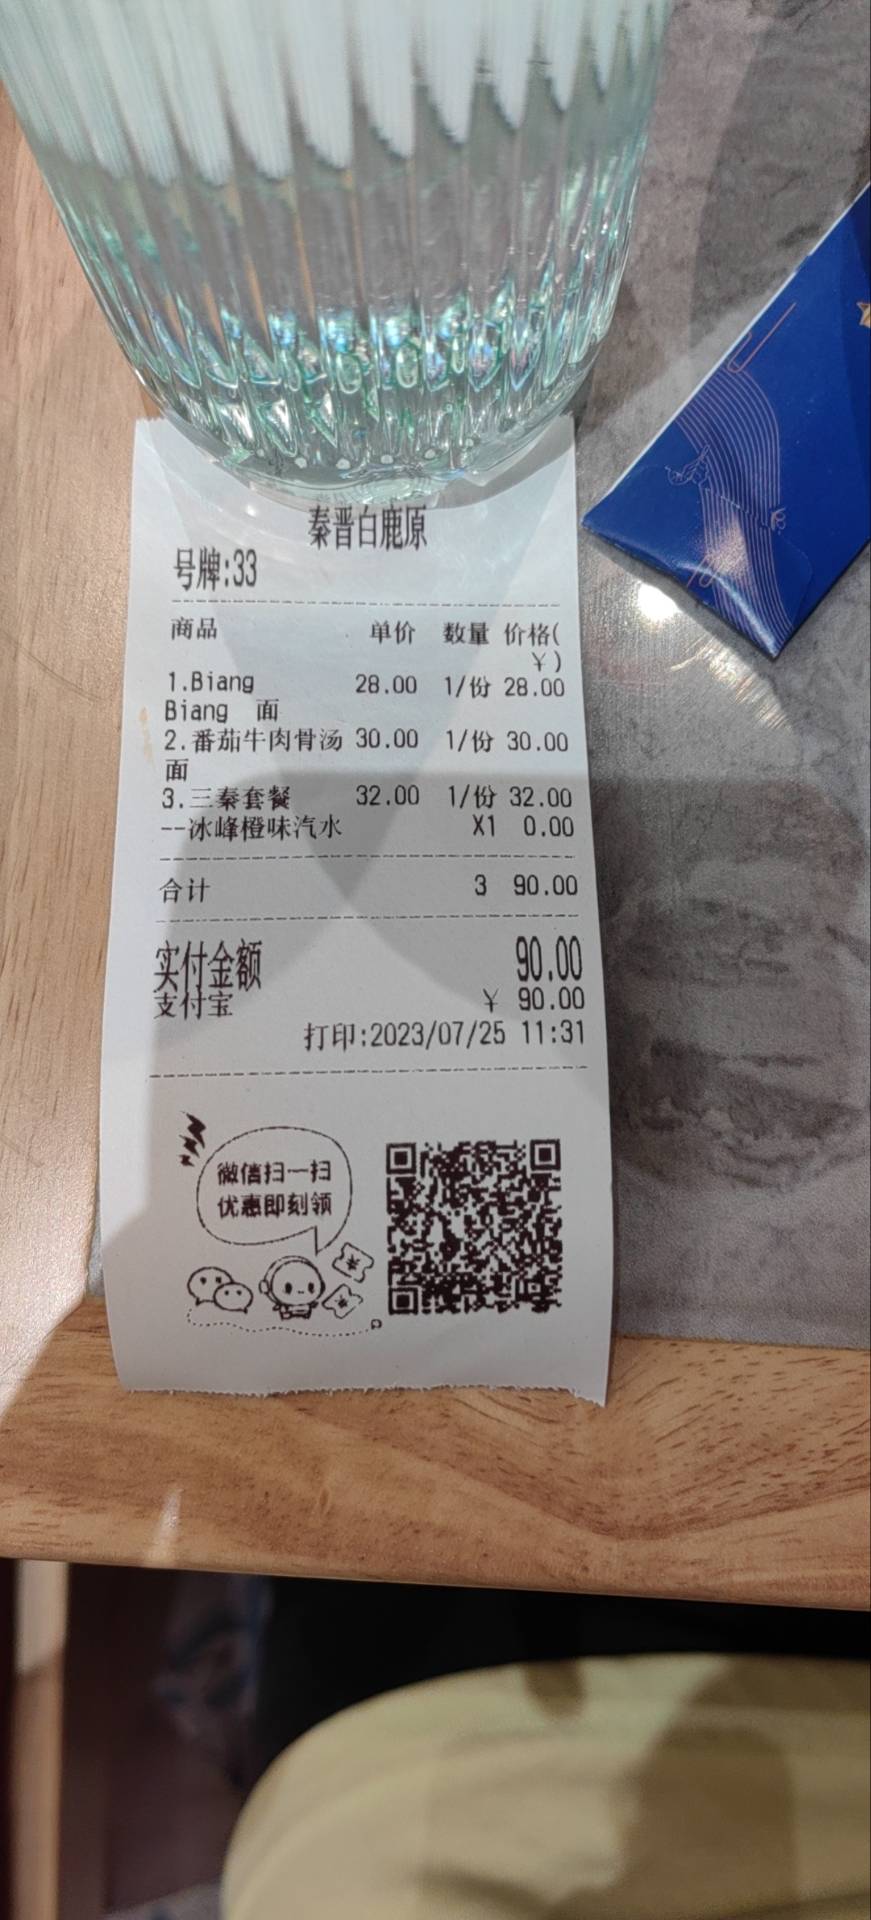 秦晋白鹿原
号牌:33
商品 单价 数量 价格(
￥)
1.Biang 28.00 1/份 28.00
Biang 面
2.番茄牛肉骨汤 30.00 1/份 30.00
面
3.三秦套餐 32.00 1/份 32.00
--冰峰橙味汽水 X1 0.00
合计 3 90.00
实付金额 90.00
支付宝 ￥ 90.00
打印:2023/07/25 11:31
微信扫一扫
优惠即刻领